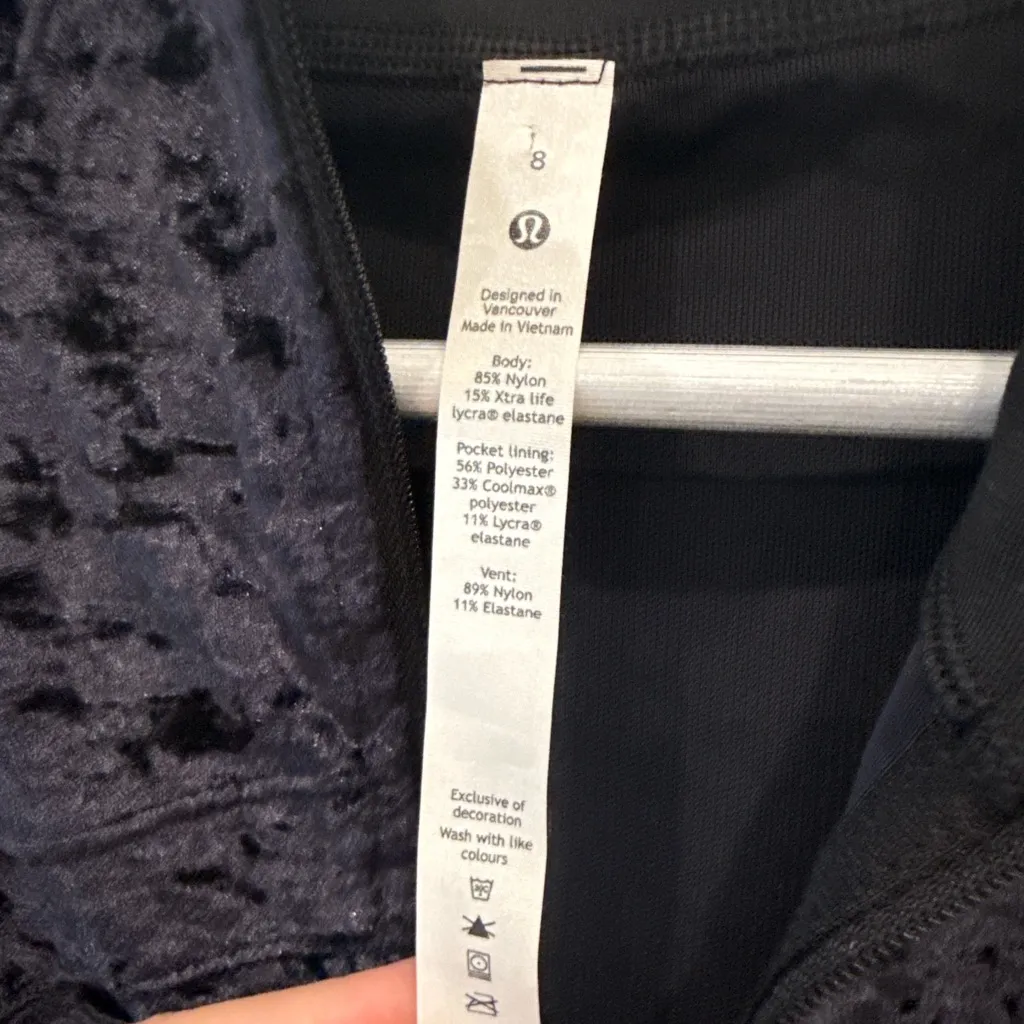 8
Designed in
Vancouver
Made in Vietnam
Body:
85% Nylon
15% Xtra life
lycra® elastane
Pocket lining:
56% Polyester
33% Coolmax®
polyester
11% Lycra®
elastane
Vent:
89% Nylon
11% Elastane
Exclusive of
decoration
Wash with like
colours